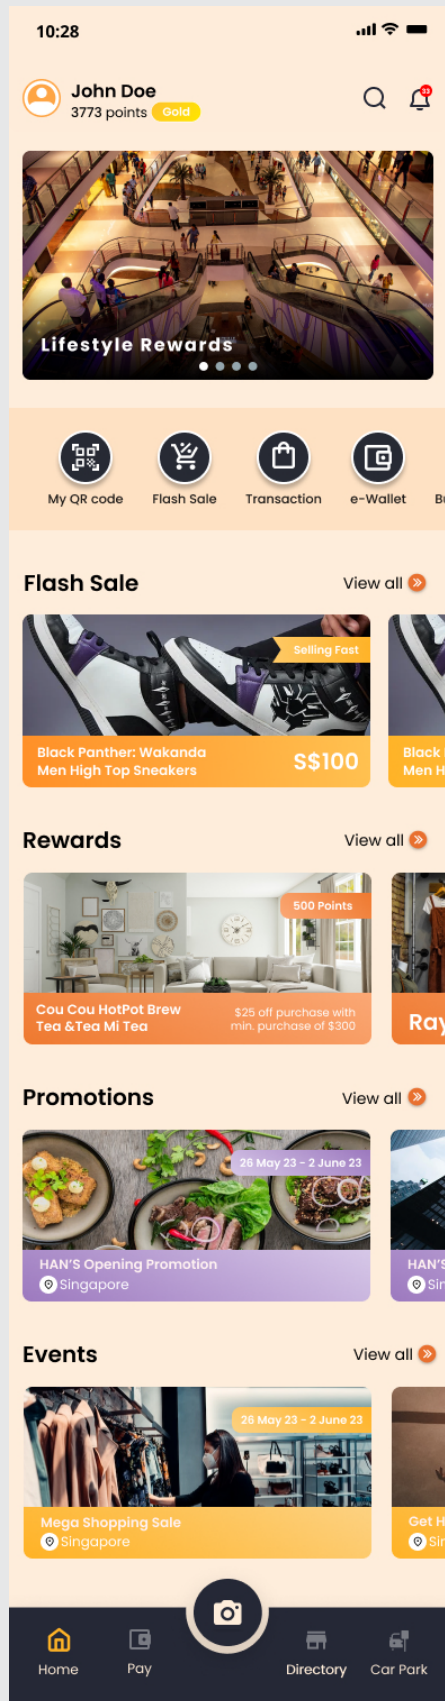 10:28
John Doe
3773 points Gold
33
Lifestyle Rewards
My QR code Flash Sale Transaction e-Wallet
Flash Sale View all
Selling Fast
Black Panther: Wakanda
Men High Top Sneakers
S$100
Black
Men H
Rewards View all
500 Points
Cou Cou HotPot Brew
Tea &Tea Mi Tea
$25 off purchase with
min. purchase of $300
Ray
Promotions View all
26 May 23 - 2 June 23
HAN'S Opening Promotion
Singapore
HAN'S
Sin
Events View all
26 May 23 - 2 June 23
Mega Shopping Sale
Singapore
Get H
Sin
Home Pay Directory Car Park